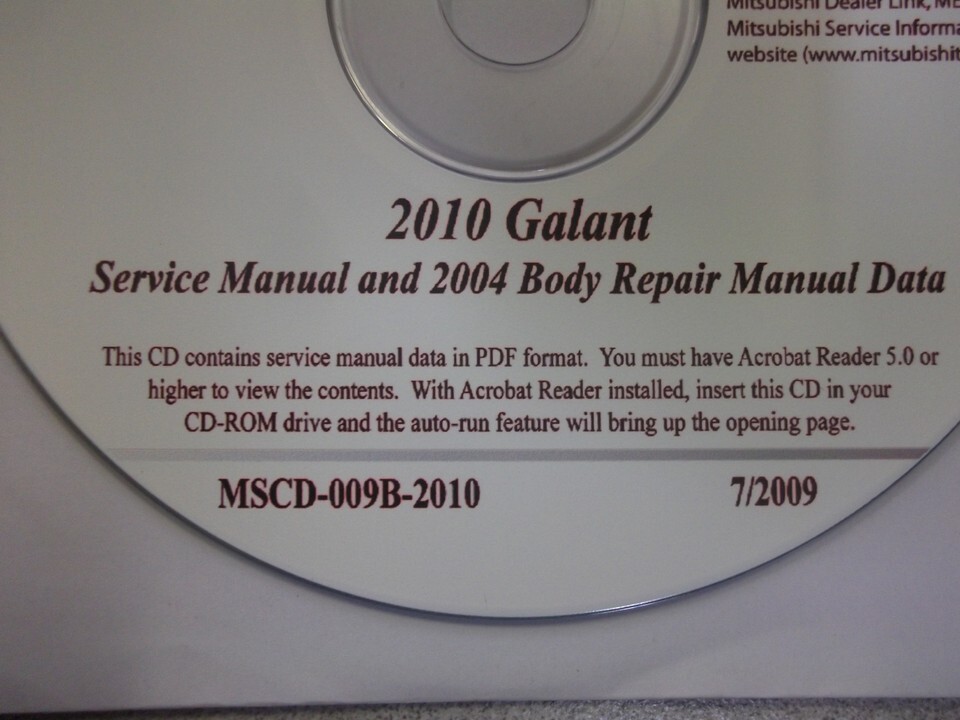 Mitsubishi Dealer Link,
Mitsubishi Service
website
2010 Galant
Service Manual and 2004 Body Repair Manual Data
This CD contains service manual data in PDF format. You must have Acrobat Reader 5.0 or
higher to view the contents. With Acrobat Reader installed, insert this CD in your
CD-ROM drive and the auto-run feature will bring up the opening page.
MSCD-009B-2010 7/2009